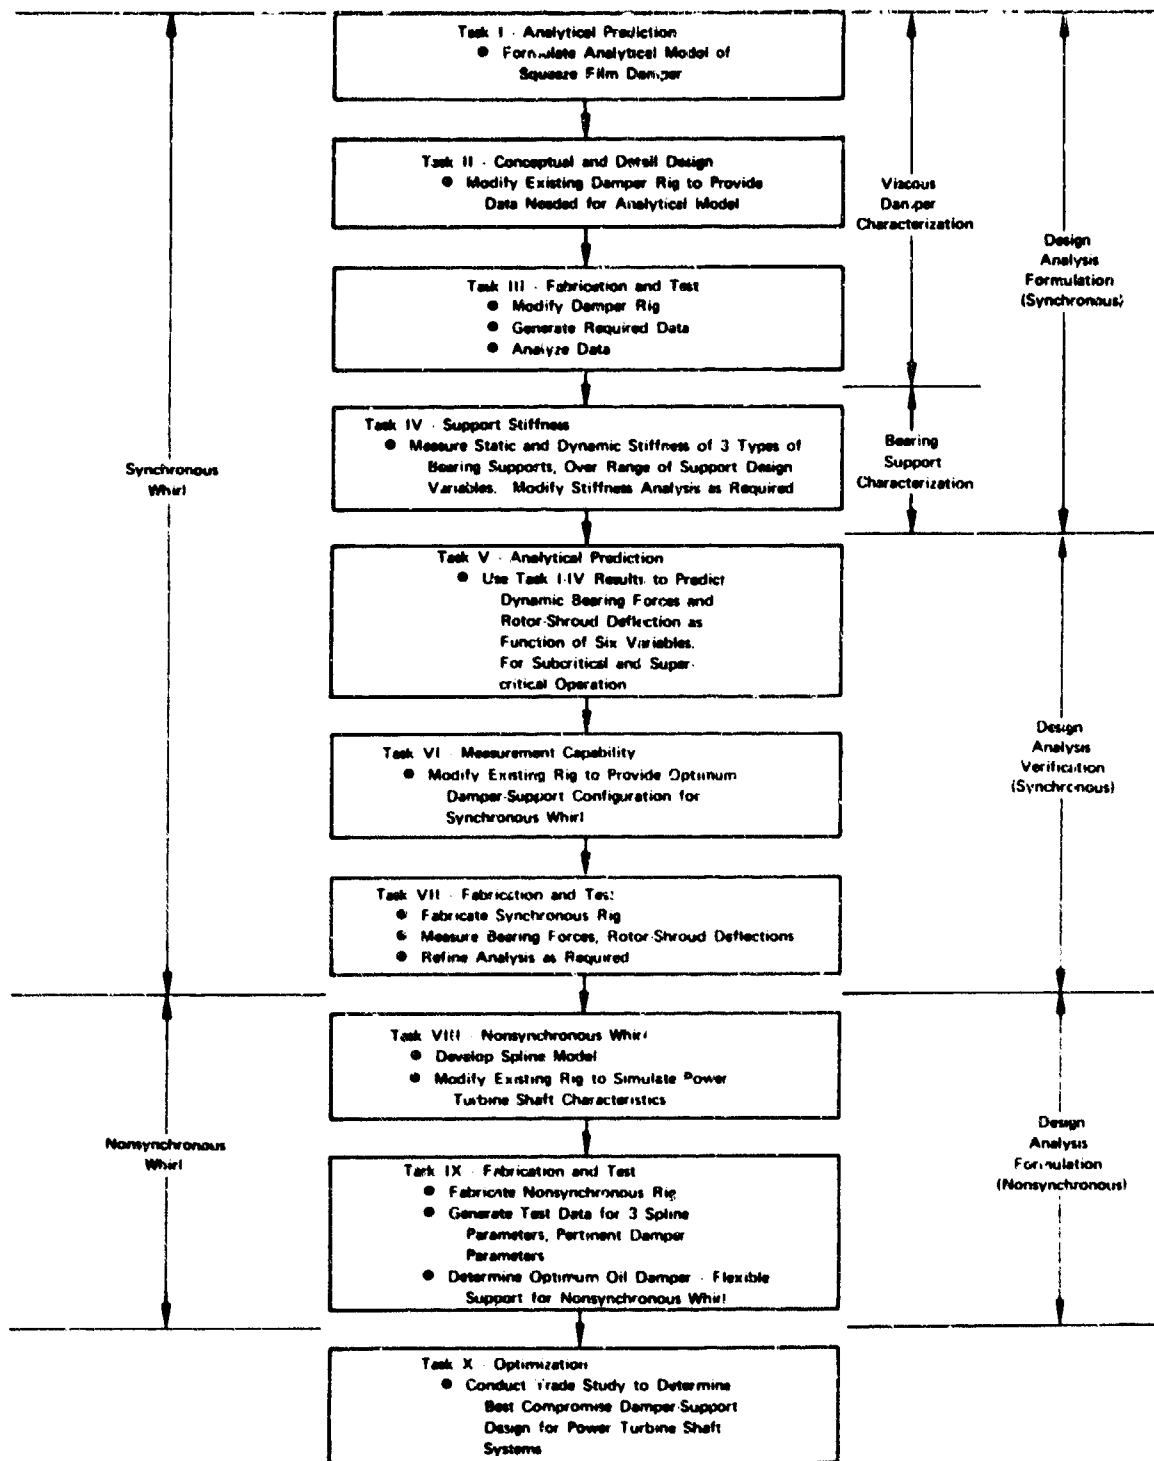 Task I - Analytical Prediction
● Formulate Analytical Model of
Squeeze Film Damper
Task II - Conceptual and Detail Design
● Modify Existing Damper Rig to Provide
Data Needed for Analytical Model
Task III - Fabrication and Test
● Modify Damper Rig
● Generate Required Data
● Analyze Data
Task IV - Support Stiffness
● Measure Static and Dynamic Stiffness of 3 Types of
Bearing Supports, Over Range of Support Design
Variables. Modify Stiffness Analysis as Required
Task V - Analytical Prediction
● Use Task I-IV Results to Predict
Dynamic Bearing Forces and
Rotor-Shroud Deflection as
Function of Six Variables.
For Subcritical and Super-
critical Operation
Task VI - Measurement Capability
● Modify Existing Rig to Provide Optimum
Damper-Support Configuration for
Synchronous Whirl
Task VII - Fabrication and Test
● Fabricate Synchronous Rig
● Measure Bearing Forces, Rotor-Shroud Deflections
● Refine Analysis as Required
Task VIII - Nonsynchronous Whirl
● Develop Spline Model
● Modify Existing Rig to Simulate Power
Turbine Shaft Characteristics
Task IX - Fabrication and Test
● Fabricate Nonsynchronous Rig
● Generate Test Data for 3 Spline
Parameters, Pertinent Damper
Parameters
● Determine Optimum Oil Damper - Flexible
Support for Nonsynchronous Whirl
Task X - Optimization
● Conduct Trade Study to Determine
Best Compromise Damper-Support
Design for Power Turbine Shaft
Systems
Synchronous
Whirl
Nonsynchronous
Whirl
Viscous
Damper
Characterization
Bearing
Support
Characterization
Design
Analysis
Formulation
(Synchronous)
Design
Analysis
Verification
(Synchronous)
Design
Analysis
Formulation
(Nonsynchronous)